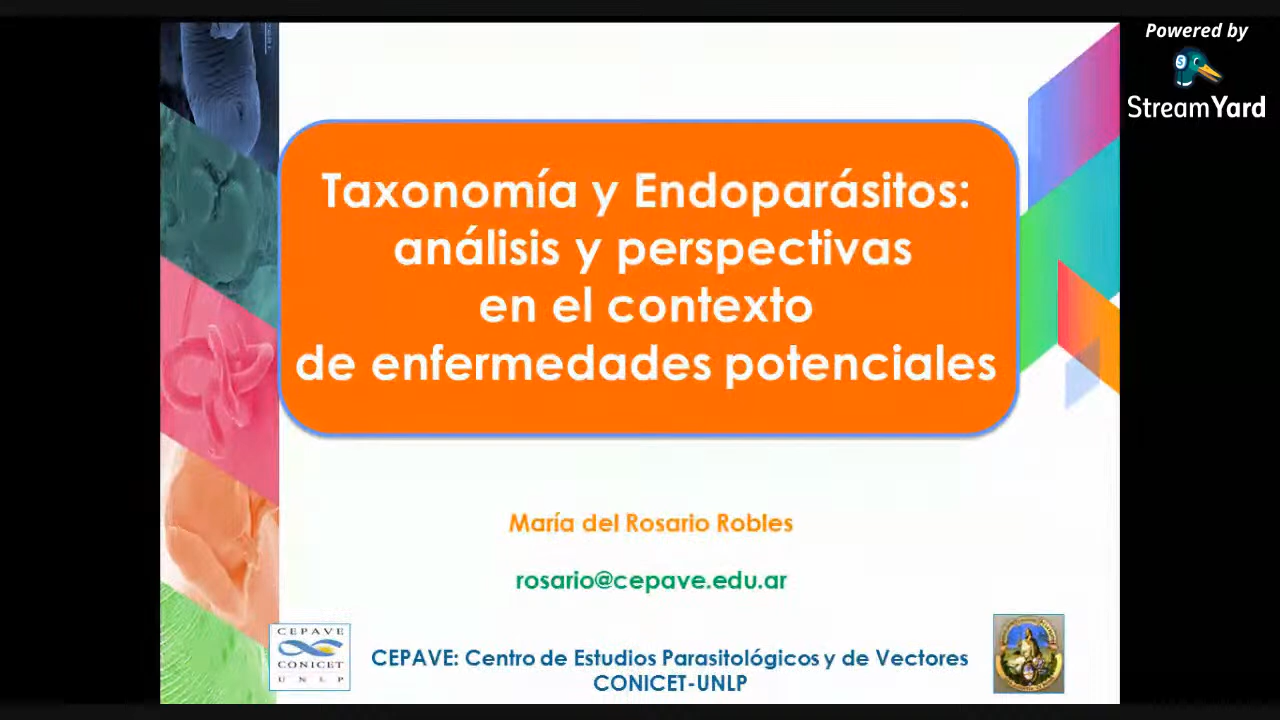 Powered by
StreamYard
Taxonomía y Endoparásitos:
análisis y perspectivas
en el contexto
de enfermedades potenciales
María del Rosario Robles
rosario@cepave.edu.ar
CEPAVE
CONICET
UNLP
CEPAVE: Centro de Estudios Parasitológicos y de Vectores
CONICET-UNLP